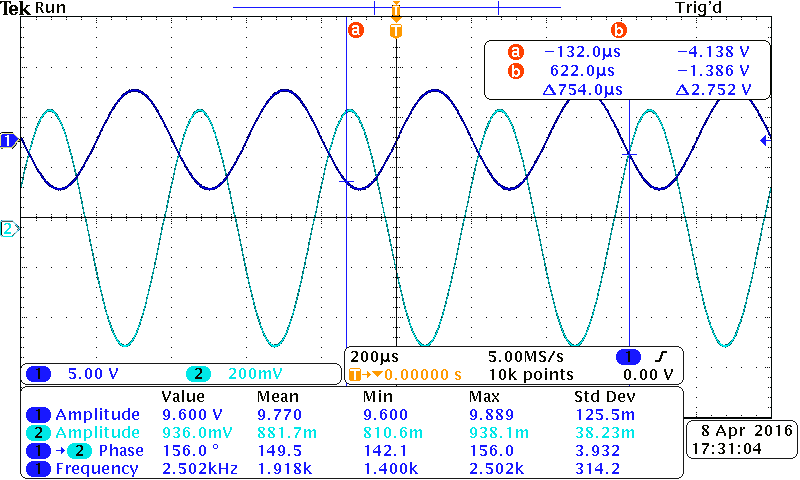 Tek Run Trig'd
T
a T b
a −132.0µs −4.138 V
b 622.0µs −1.386 V
Δ754.0µs Δ2.752 V
1
2
1 5.00 V 2 200mV
200µs 5.00MS/s 1
T→▼0.00000 s 10k points 0.00 V
Value Mean Min Max Std Dev
1 Amplitude 9.600 V 9.770 9.600 9.889 125.5m
2 Amplitude 936.0mV 881.7m 810.6m 938.1m 38.23m
1 → 2 Phase 156.0 ° 149.5 142.1 156.0 3.932
1 Frequency 2.502kHz 1.918k 1.400k 2.502k 314.2
8 Apr 2016
17:31:04